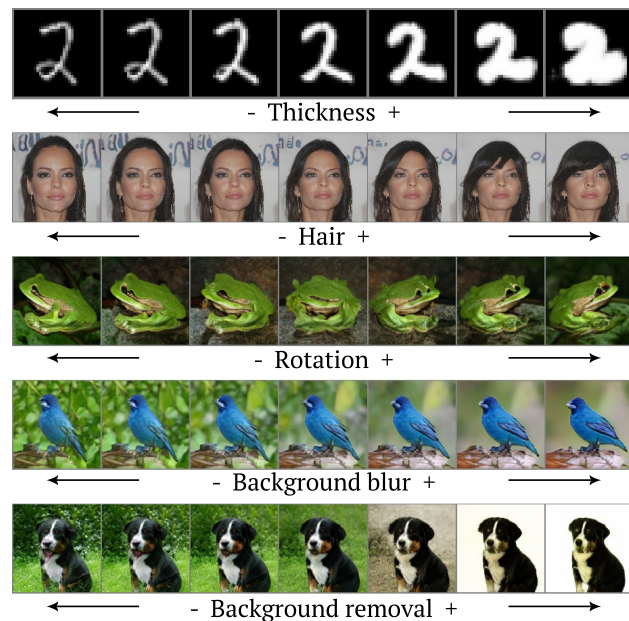 - Thickness +
- Hair +
- Rotation +
- Background blur +
- Background removal +